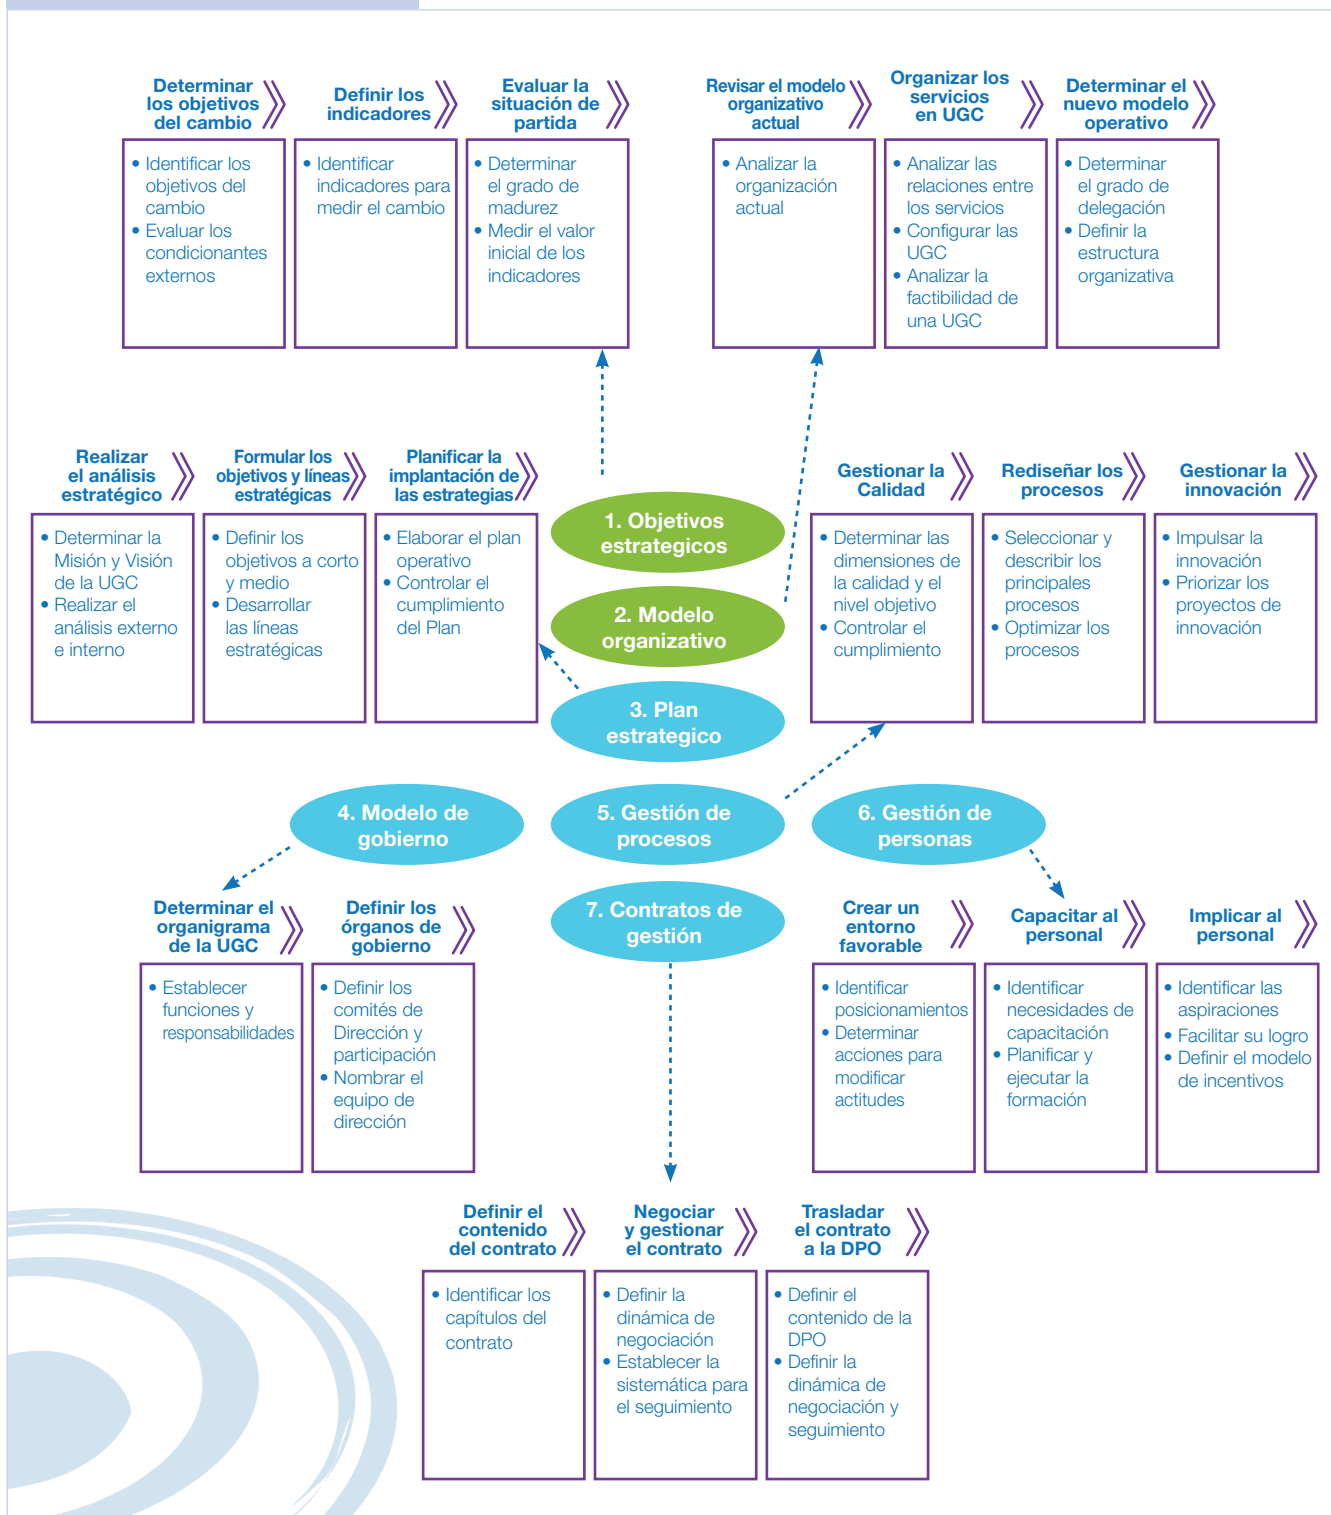 Determinar
los objetivos
del cambio
• Identificar los
objetivos del
cambio
• Evaluar los
condicionantes
externos
Definir los
indicadores
• Identificar
indicadores para
medir el cambio
Evaluar la
situación de
partida
• Determinar
el grado de
madurez
• Medir el valor
inicial de los
indicadores
Revisar el modelo
organizativo
actual
• Analizar la
organización
actual
Organizar los
servicios
en UGC
• Analizar las
relaciones entre
los servicios
• Configurar las
UGC
• Analizar la
factibilidad de
una UGC
Determinar el
nuevo modelo
operativo
• Determinar
el grado de
delegación
• Definir la
estructura
organizativa
Realizar
el análisis
estratégico
• Determinar la
Misión y Visión
de la UGC
• Realizar el
análisis externo
e interno
Formular los
objetivos y líneas
estratégicas
• Definir los
objetivos a corto
y medio
• Desarrollar
las líneas
estratégicas
Planificar la
implantación de
las estrategias
• Elaborar el plan
operativo
• Controlar el
cumplimiento
del Plan
1. Objetivos
estrategicos
2. Modelo
organizativo
3. Plan
estrategico
Gestionar la
Calidad
• Determinar las
dimensiones de
la calidad y el
nivel objetivo
• Controlar el
cumplimiento
Rediseñar los
procesos
• Seleccionar y
describir los
principales
procesos
• Optimizar los
procesos
Gestionar la
innovación
• Impulsar la
innovación
• Priorizar los
proyectos de
innovación
4. Modelo de
gobierno
5. Gestión de
procesos
6. Gestión de
personas
7. Contratos de
gestión
Determinar el
organigrama
de la UGC
• Establecer
funciones y
responsabilidades
Definir los
órganos de
gobierno
• Definir los
comités de
Dirección y
participación
• Nombrar el
equipo de
dirección
Crear un
entorno
favorable
• Identificar
posicionamientos
• Determinar
acciones para
modificar
actitudes
Capacitar al
personal
• Identificar
necesidades de
capacitación
• Planificar y
ejecutar la
formación
Implicar al
personal
• Identificar las
aspiraciones
• Facilitar su logro
• Definir el modelo
de incentivos
Definir el
contenido
del contrato
• Identificar los
capítulos del
contrato
Negociar
y gestionar
el contrato
• Definir la
dinámica de
negociación
• Establecer la
sistemática para
el seguimiento
Trasladar
el contrato
a la DPO
• Definir el
contenido de la
DPO
• Definir la
dinámica de
negociación y
seguimiento